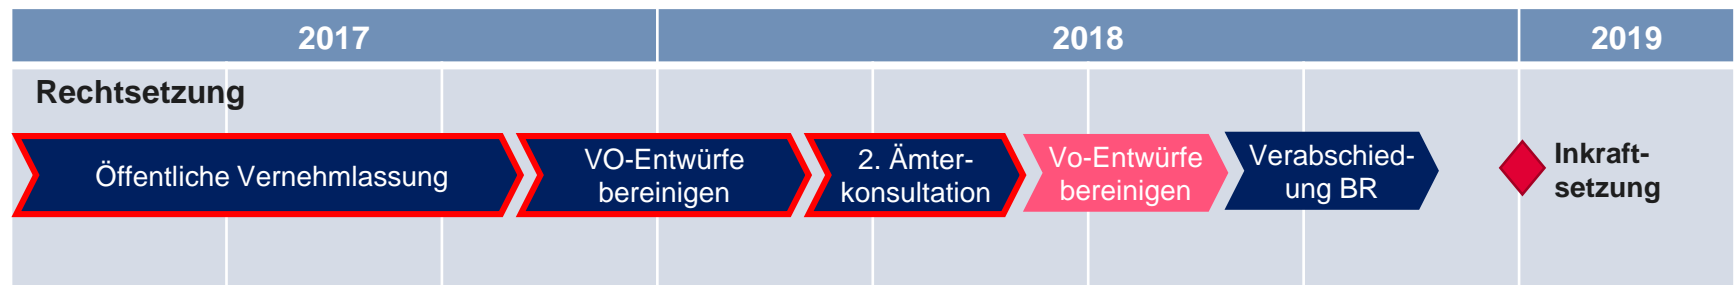 2017 2018 2019
Rechtsetzung
Öffentliche Vernehmlassung
VO-Entwürfe
bereinigen
2. Ämter-
konsultation
Vo-Entwürfe
bereinigen
Verabschied-
ung BR
Inkraft-
setzung